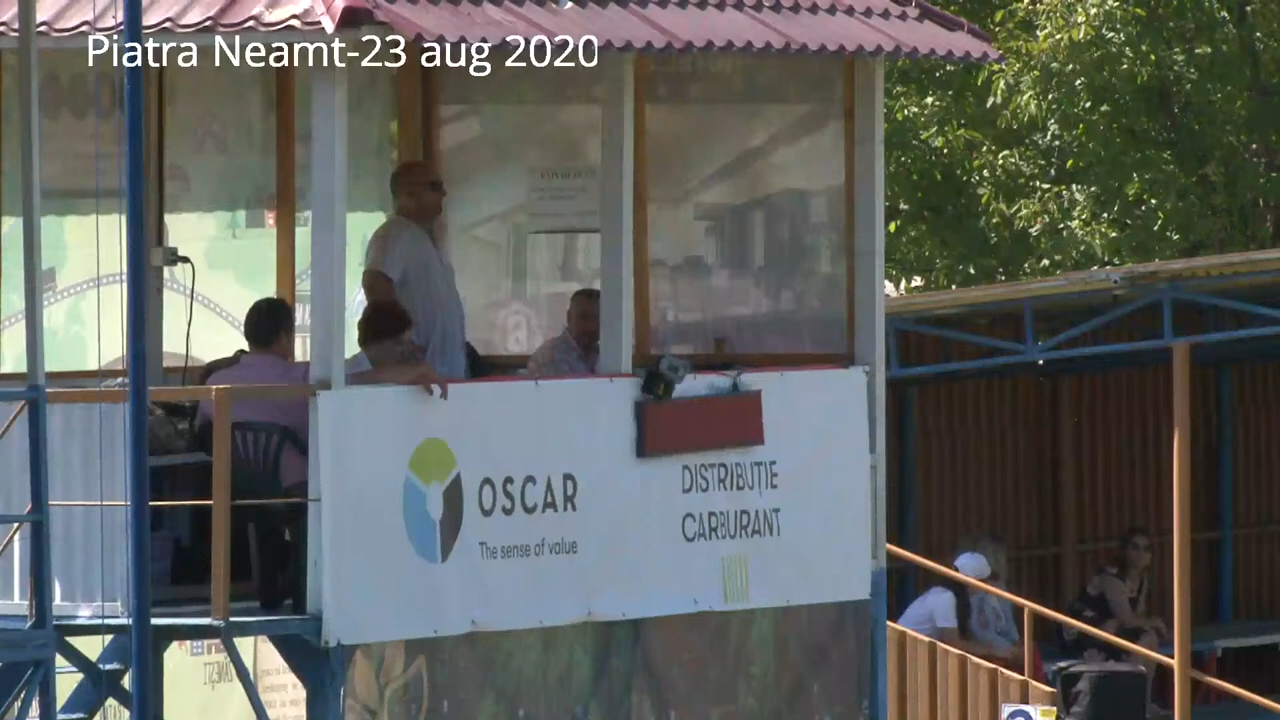 Piatra Neamt-23 aug 2020
OSCAR
The sense of value
DISTRIBUȚIE
CARBURANT